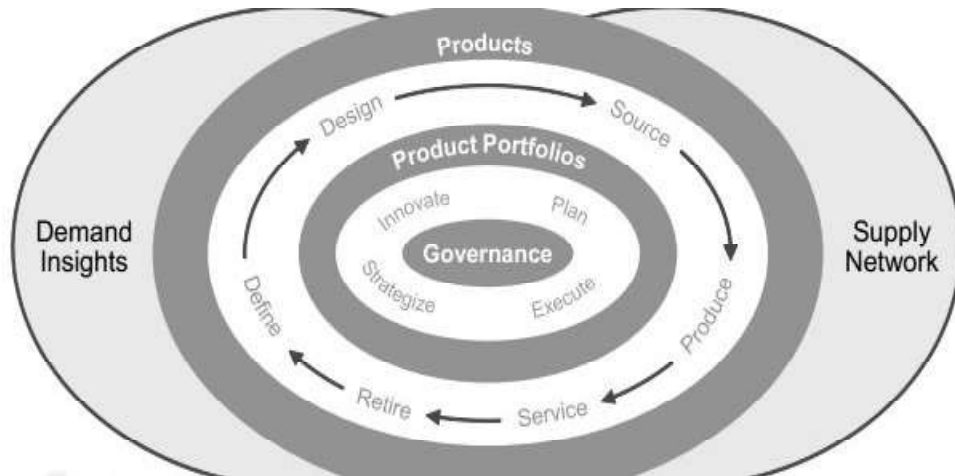 Products
Design
Source
Product Portfolios
Innovate
Plan
Demand
Insights
Governance
Supply
Network
Strategize
Execute
Define
Produce
Retire
Service